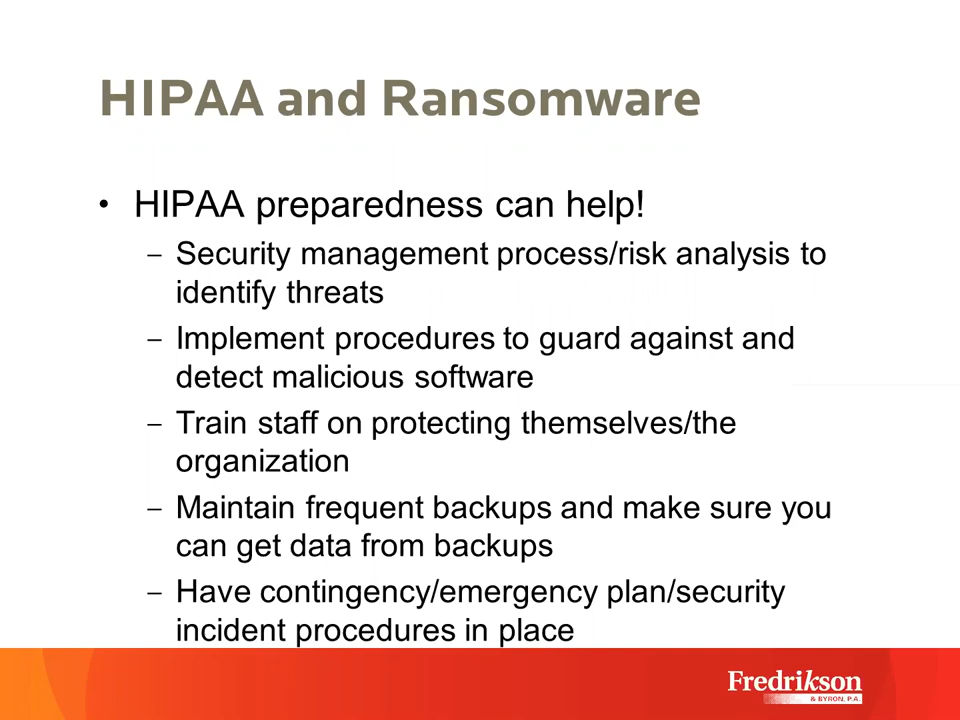 HIPAA and Ransomware
• HIPAA preparedness can help!
– Security management process/risk analysis to
identify threats
– Implement procedures to guard against and
detect malicious software
– Train staff on protecting themselves/the
organization
– Maintain frequent backups and make sure you
can get data from backups
– Have contingency/emergency plan/security
incident procedures in place
Fredrikson
& BYRON, P.A.